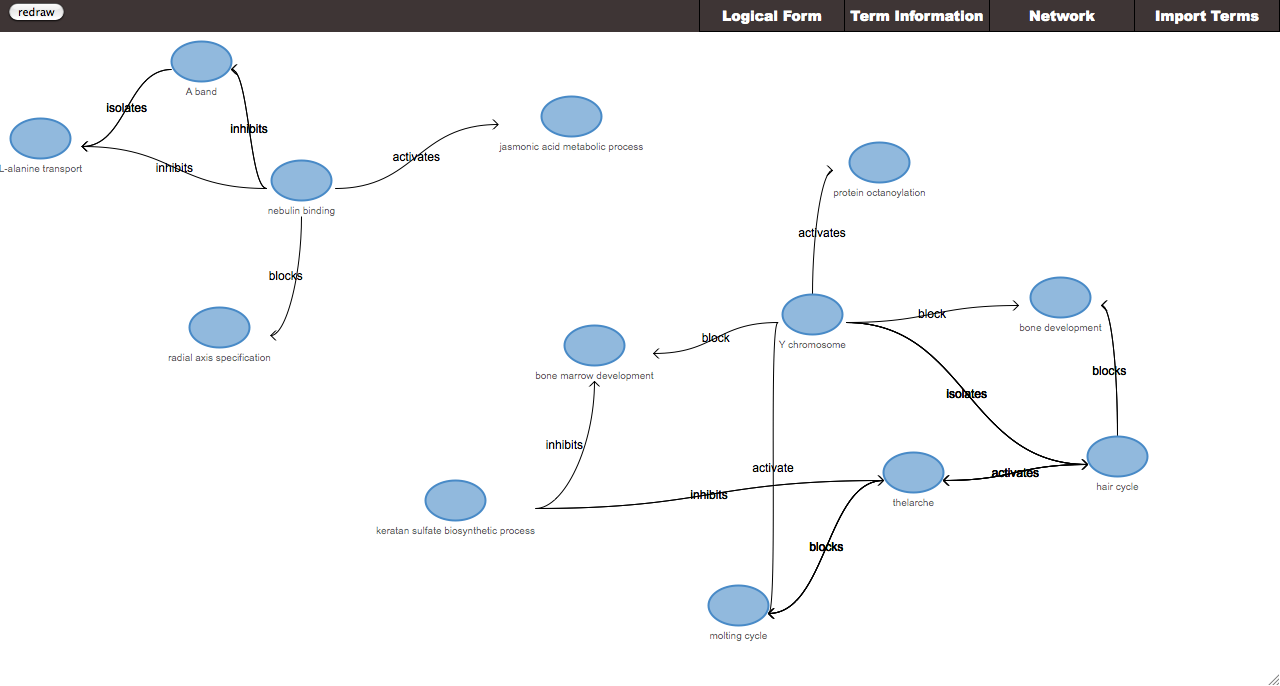 redraw
Logical Form
Term Information
Network
Import Terms
A band
isolates
inhibits
L-alanine transport
inhibits
nebulin binding
activates
jasmonic acid metabolic process
blocks
radial axis specification
protein octanoylation
activates
Y chromosome
block
bone development
block
bone marrow development
blocks
isolates
inhibits
activate
activates
hair cycle
thelarche
inhibits
keratan sulfate biosynthetic process
blocks
molting cycle